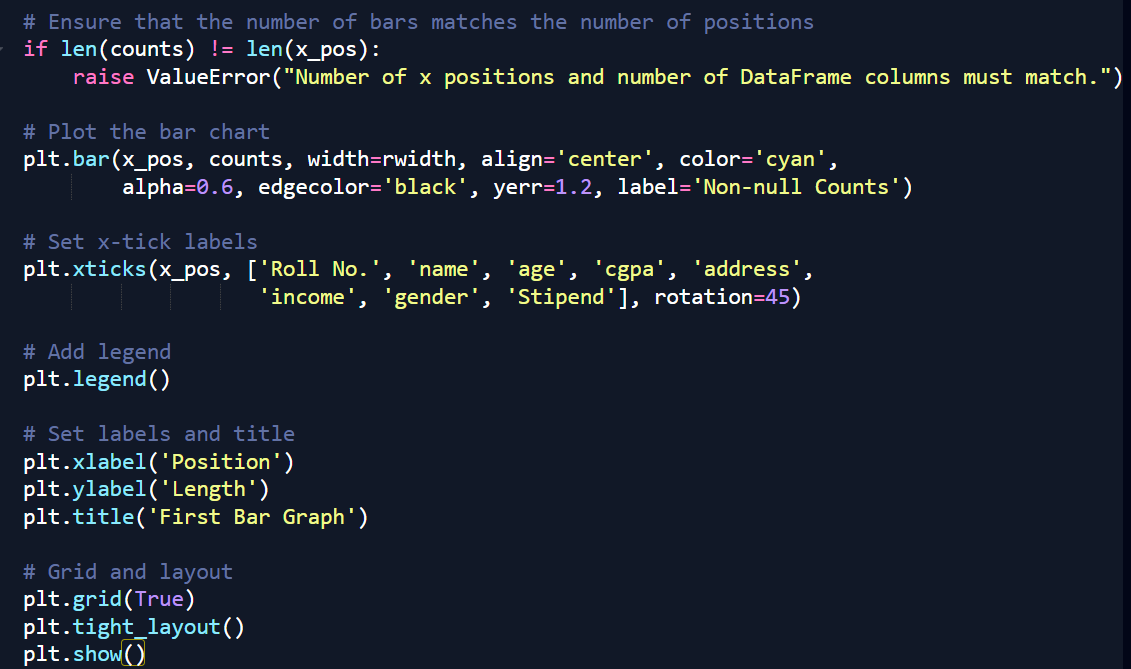 # Ensure that the number of bars matches the number of positions
if len(counts) != len(x_pos):
    raise ValueError("Number of x positions and number of DataFrame columns must match.")

# Plot the bar chart
plt.bar(x_pos, counts, width=rwidth, align='center', color='cyan',
        alpha=0.6, edgecolor='black', yerr=1.2, label='Non-null Counts')

# Set x-tick labels
plt.xticks(x_pos, ['Roll No.', 'name', 'age', 'cgpa', 'address',
                   'income', 'gender', 'Stipend'], rotation=45)

# Add legend
plt.legend()

# Set labels and title
plt.xlabel('Position')
plt.ylabel('Length')
plt.title('First Bar Graph')

# Grid and layout
plt.grid(True)
plt.tight_layout()
plt.show()